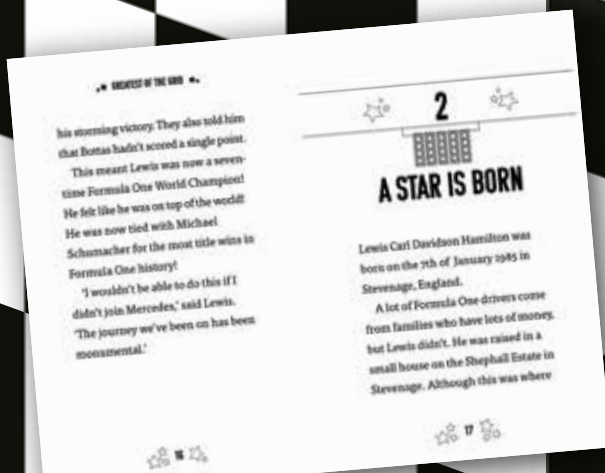 GREATEST OF THE GRID
his storming victory. They also told him
that Bottas hadn't scored a single point.
This meant Lewis was now a seven-
time Formula One World Champion!
He felt like he was on top of the world!
He was now tied with Michael
Schumacher for the most title wins in
Formula One history!
'I wouldn't be able to do this if I
didn't join Mercedes,' said Lewis.
'The journey we've been on has been
monumental.'
16
2
A STAR IS BORN
Lewis Carl Davidson Hamilton was
born on the 7th of January 1985 in
Stevenage, England.
A lot of Formula One drivers come
from families who have lots of money,
but Lewis didn't. He was raised in a
small house on the Shephall Estate in
Stevenage. Although this was where
17